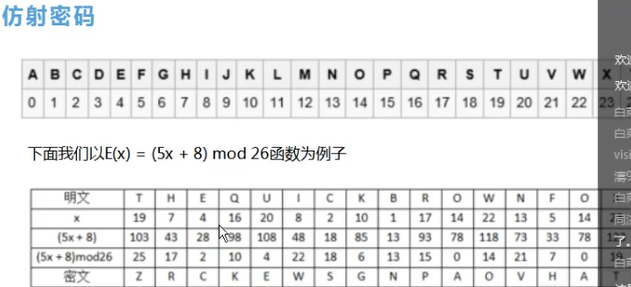 仿射密码
A B C D E F G H I J K L M N O P Q R S T U V W X
0 1 2 3 4 5 6 7 8 9 10 11 12 13 14 15 16 17 18 19 20 21 22 23
下面我们以E(x) = (5x + 8) mod 26函数为例子
明文 T H E Q U I C K B R O W N F O
x 19 7 4 16 20 8 2 10 1 17 14 22 13 5 14
(5x + 8) 103 43 28 98 108 48 18 85 13 93 78 118 73 33 78
(5x + 8)mod26 25 17 2 10 4 22 18 6 13 15 0 14 21 7 0
密文 Z R C K E W S G N P A O V H A T
欢
欢
白菜
白菜
visi
白菜
同
了。
白菜